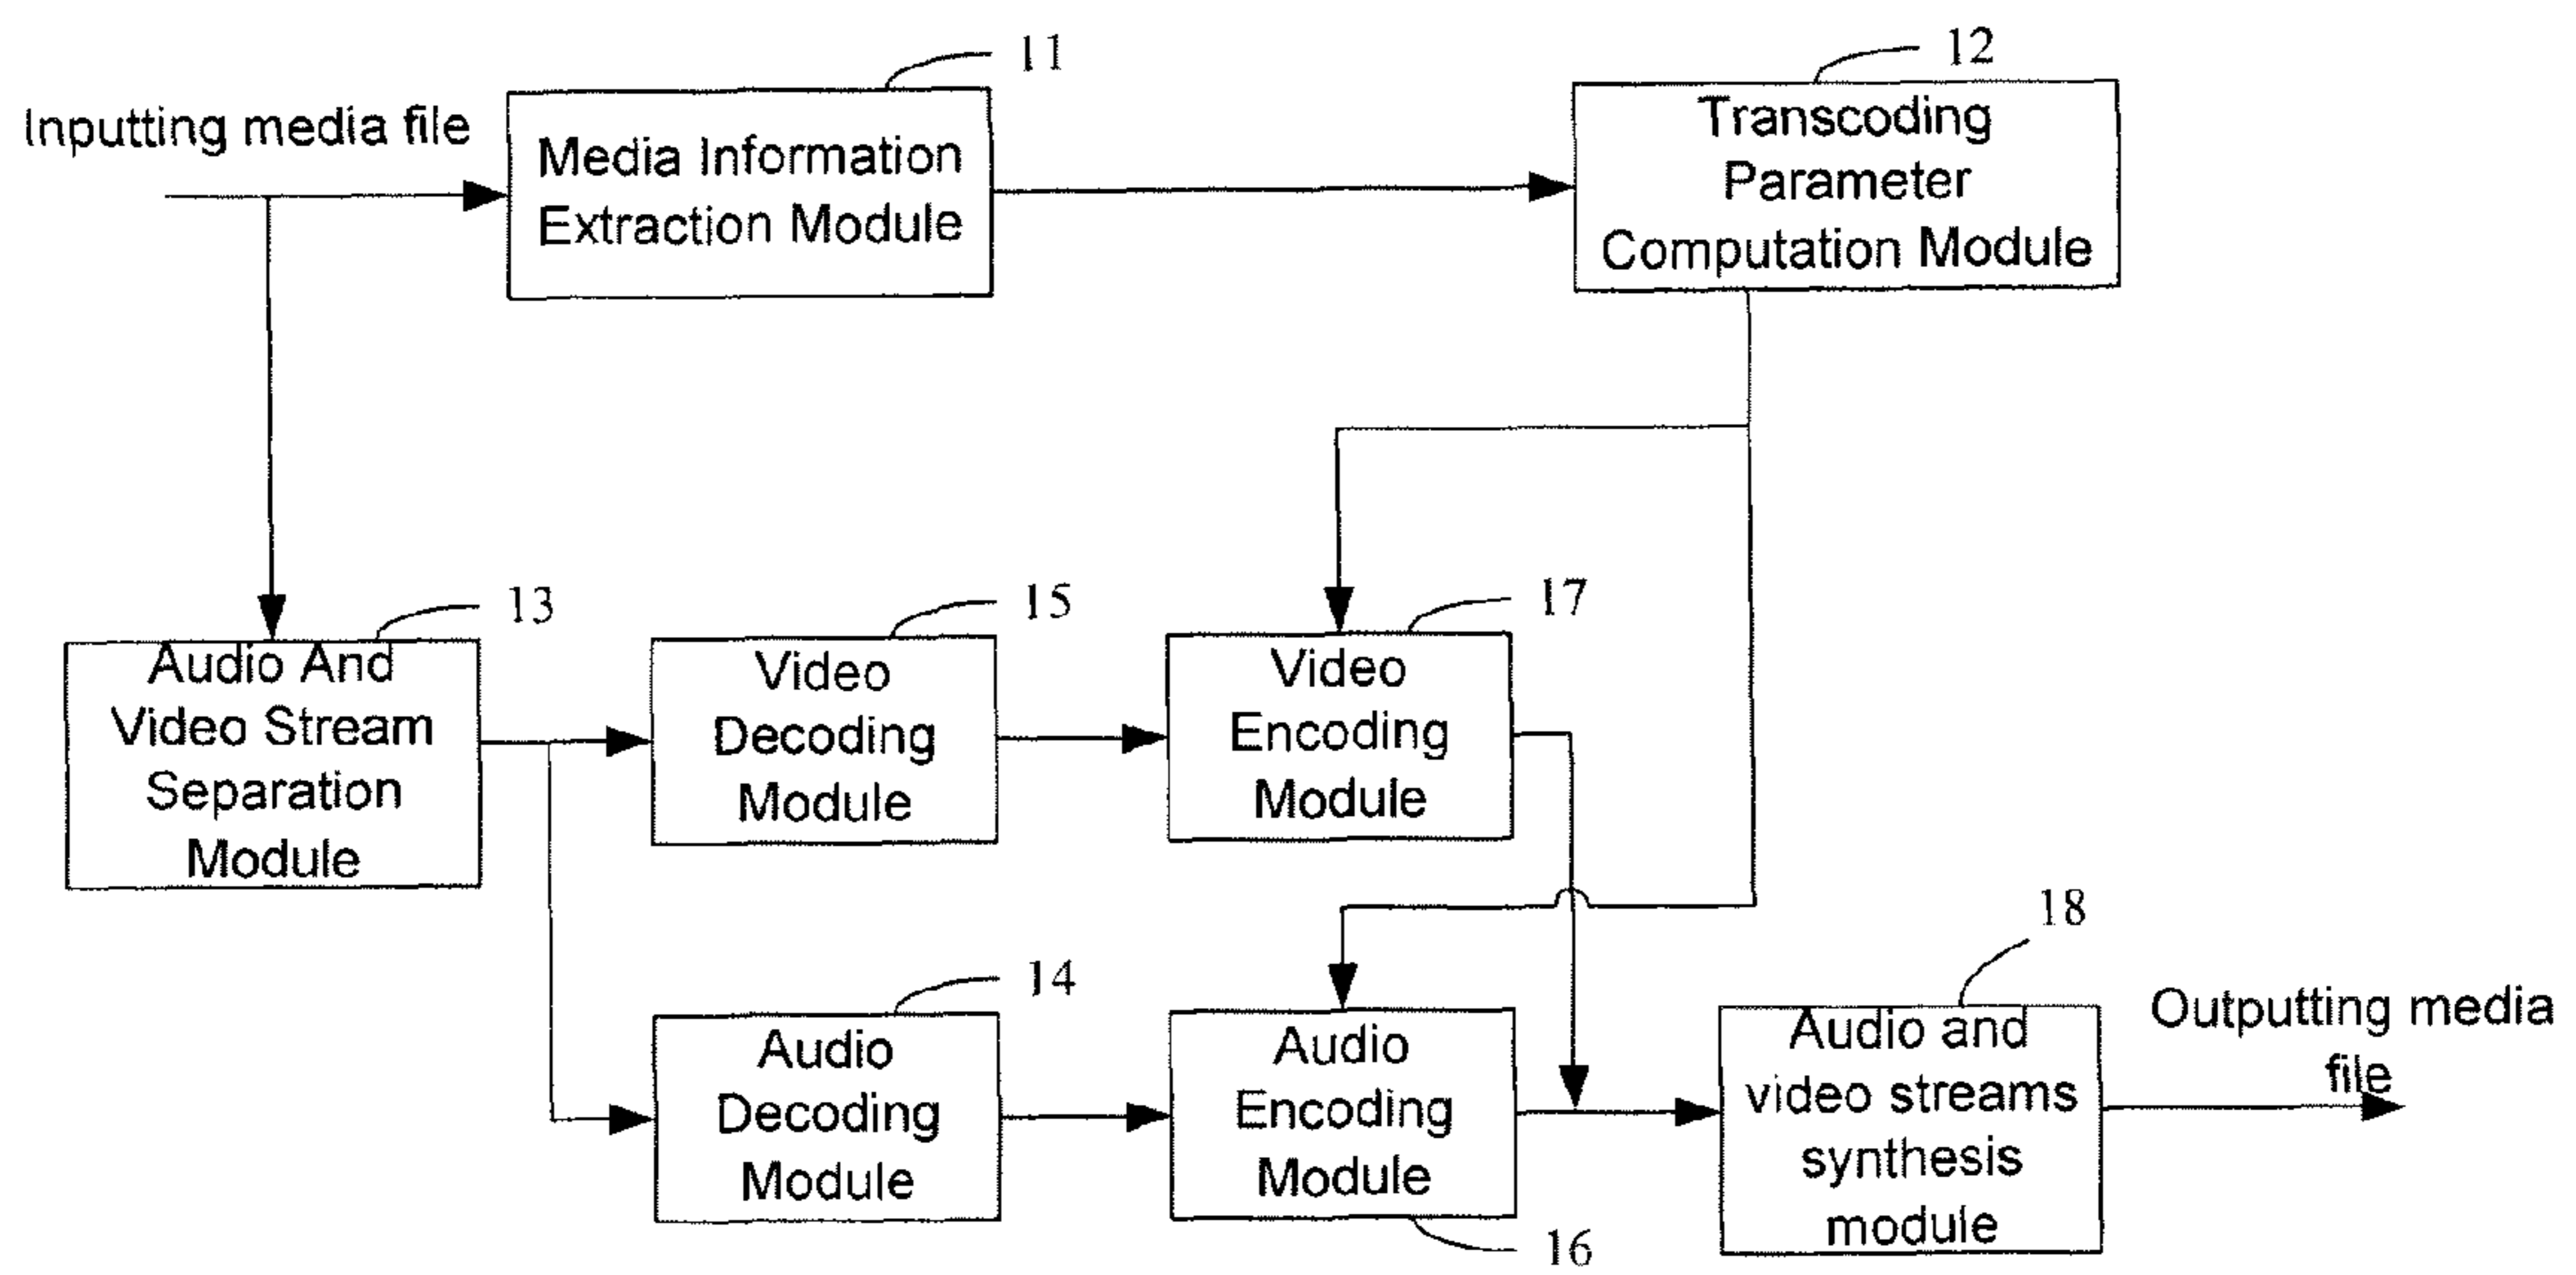 11
12
Inputting media file
Media Information
Extraction Module
Transcoding
Parameter
Computation Module
13
15
17
Audio And
Video Stream
Separation
Module
Video
Decoding
Module
Video
Encoding
Module
14
18
Audio
Decoding
Module
Audio
Encoding
Module
16
Audio and
video streams
synthesis
module
Outputting media
file